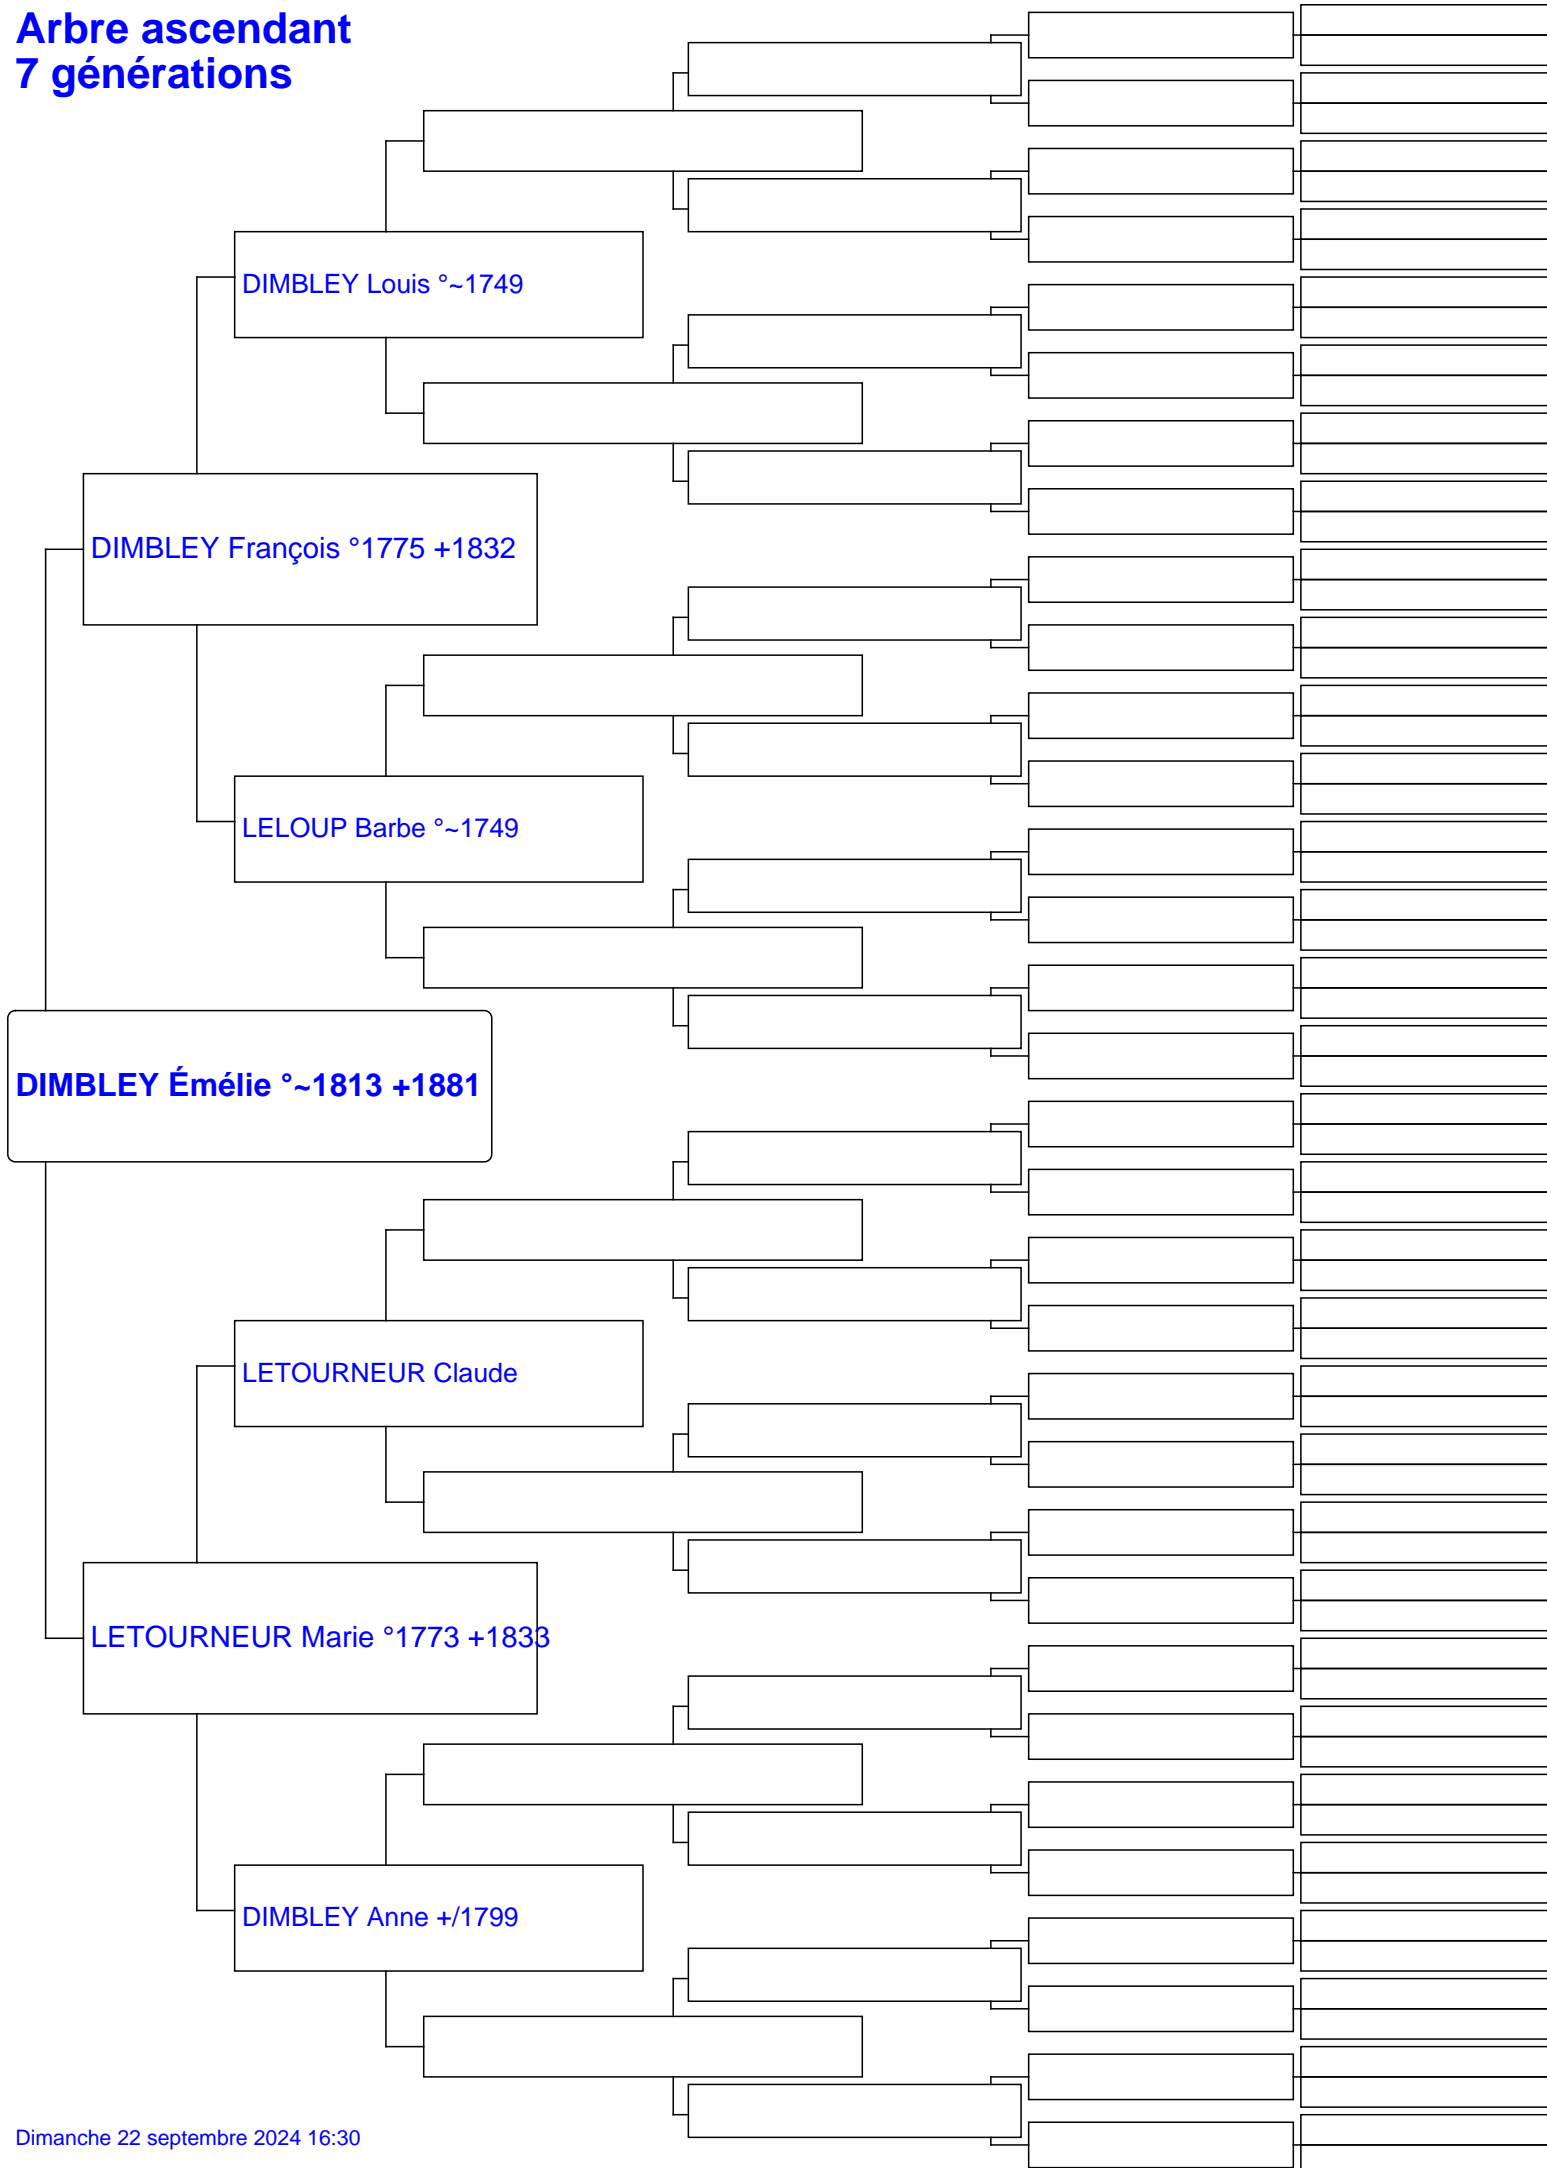 Arbre ascendant
7 générations
DIMBLEY Louis °~1749
DIMBLEY François °1775 +1832
LELOUP Barbe °~1749
DIMBLEY Émélie °~1813 +1881
LETOURNEUR Claude
LETOURNEUR Marie °1773 +1833
DIMBLEY Anne +/1799
Dimanche 22 septembre 2024 16:30